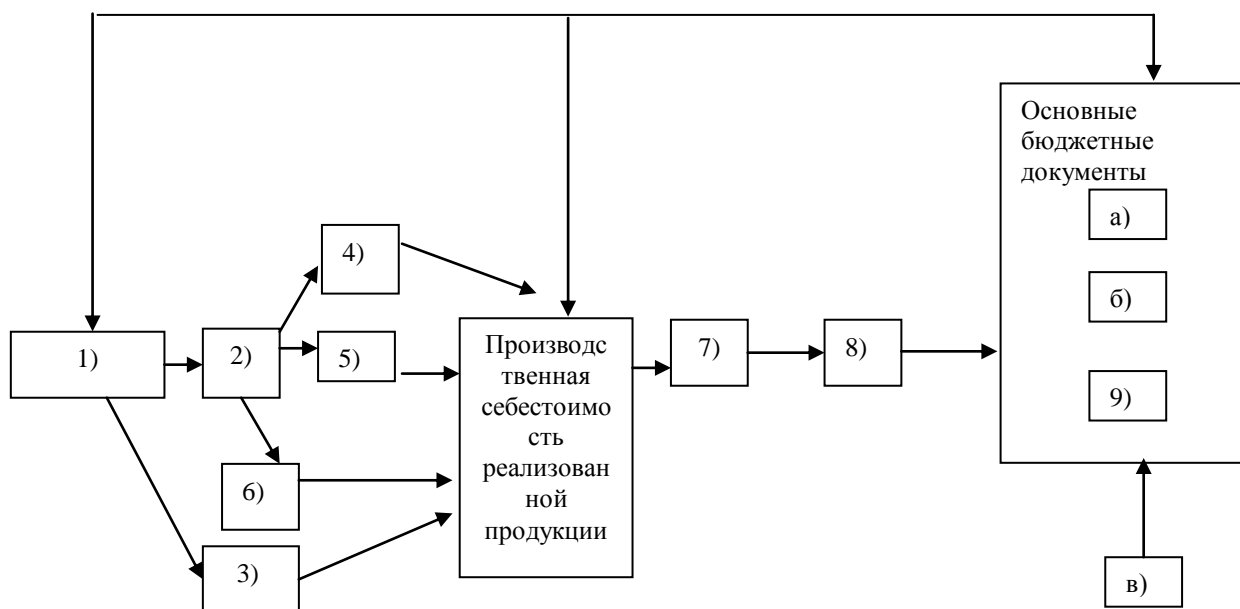 Основные
бюджетные
документы
а)
4)
б)
1)
2)
5)
Производс
твенная
себестоимо
сть
реализован
ной
продукции
7)
8)
9)
6)
3)
в)